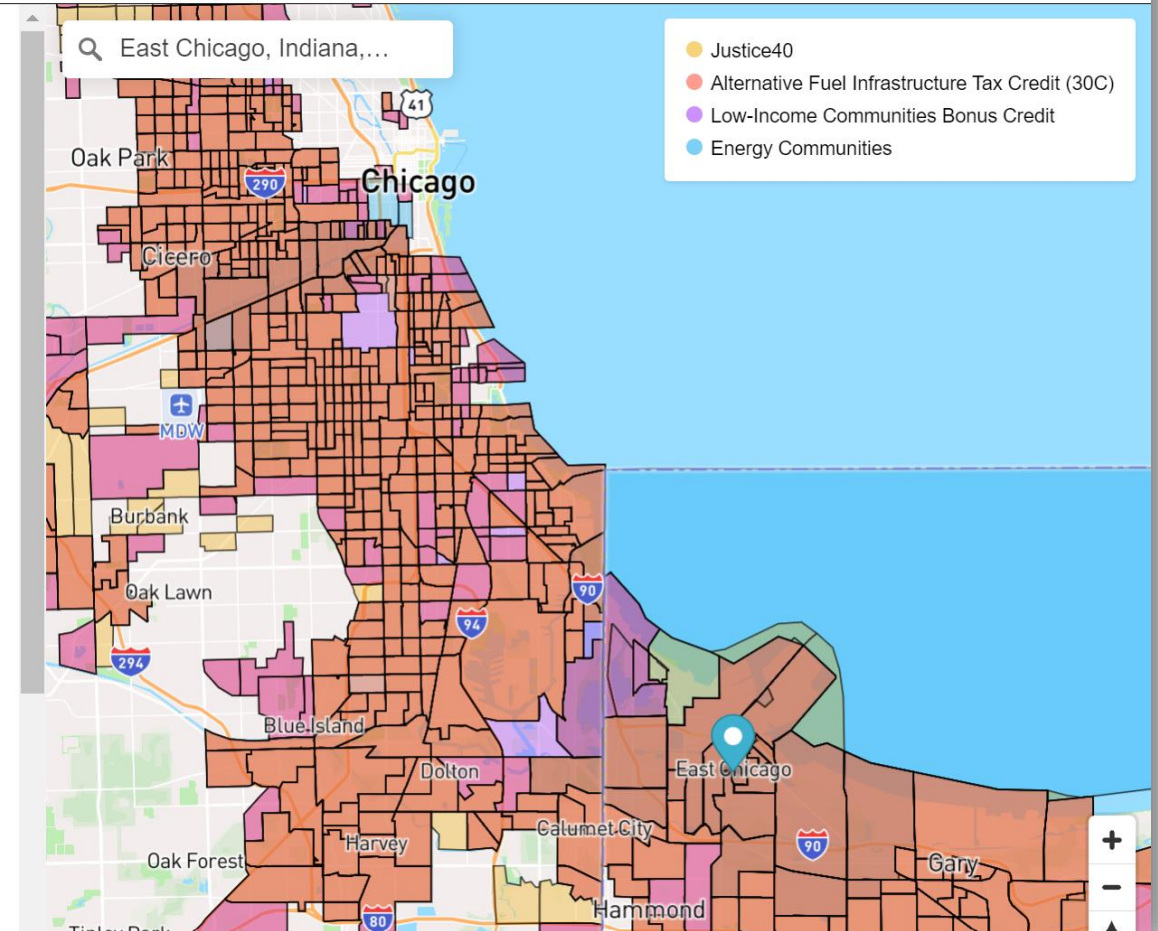 East Chicago, Indiana,...
Justice40
Alternative Fuel Infrastructure Tax Credit (30C)
Low-Income Communities Bonus Credit
Energy Communities
41
Oak Park
290
Chicago
Cicero
MDW
Burbank
Oak Lawn
90
94
294
Blue Island
East Chicago
Dolton
Calumet City
Harvey
90
Oak Forest
Gary
Hammond
80
Tinley Park
+
−